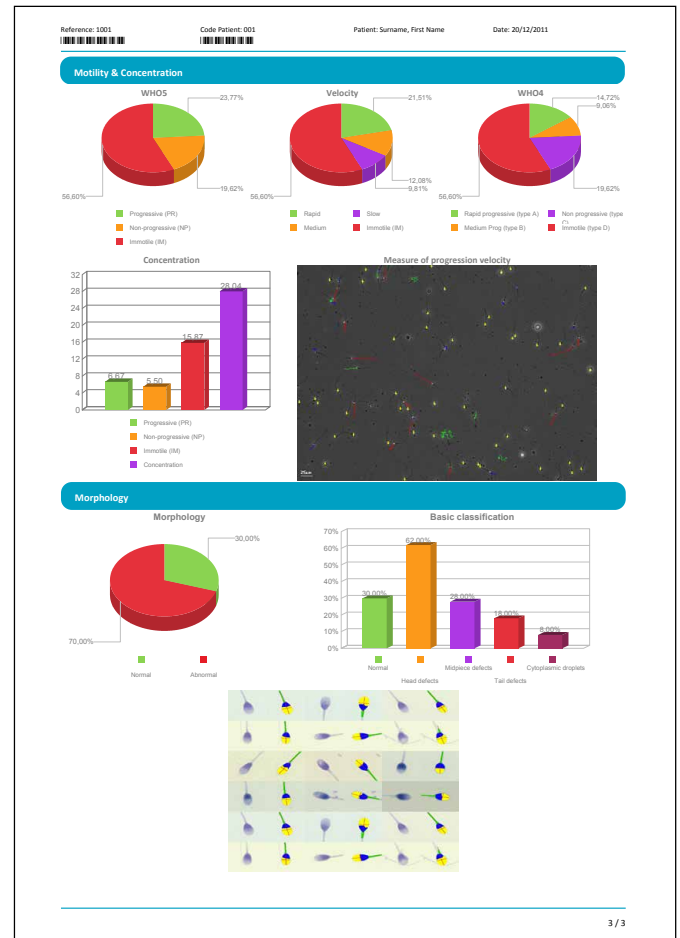 Reference: 1001 Code Patient: 001 Patient: Surname, First Name Date: 20/12/2011
Motility & Concentration
WHO5 Velocity WHO4
23,77% 21,51% 14,72%
9,06%
12,08%
56,60% 19,62% 56,60% 9,81% 56,60% 19,62%
Progressive (PR) Rapid Slow Rapid progressive (type A) Non progressive (type
Non-progressive (NP) Medium Immotile (IM) Medium Prog (type B) Immotile (type D)
Immotile (IM)
Concentration Measure of progression velocity
32
28 28,04
24
20
16 15,87
12
8 6,67 5,50
4
0
Progressive (PR)
Non-progressive (NP)
Immotile (IM)
Concentration
25µm
Morphology
Morphology Basic classification
30,00%
70,00%
Normal Abnormal
70%
60% 62,00%
50%
40%
30% 30,00% 28,00%
20% 18,00%
10% 8,00%
0%
Normal Midpiece defects Cytoplasmic droplets
Head defects Tail defects
3 / 3